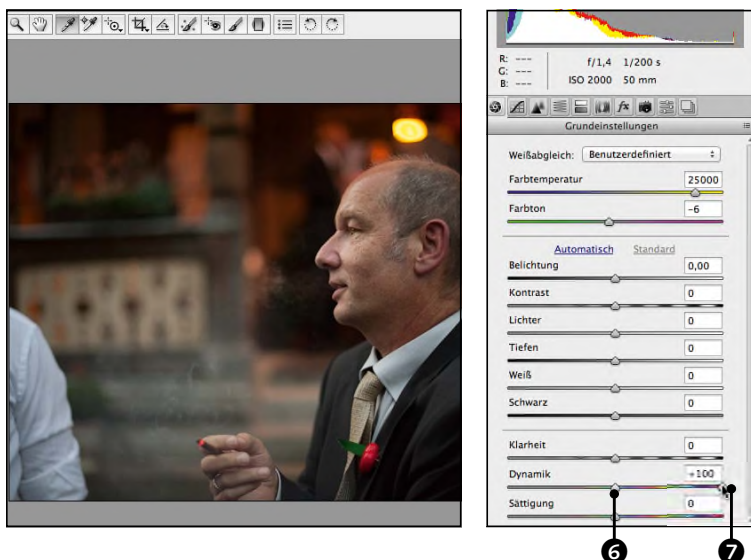 R: ---
G: ---
B: ---
f/1,4 1/200 s
ISO 2000 50 mm
fx
Grundeinstellungen
Weißabgleich: Benutzerdefiniert
Farbtemperatur 25000
Farbton -6
Automatisch Standard
Belichtung 0,00
Kontrast 0
Lichter 0
Tiefen 0
Weiß 0
Schwarz 0
Klarheit 0
Dynamik +100
Sättigung 0
6 7